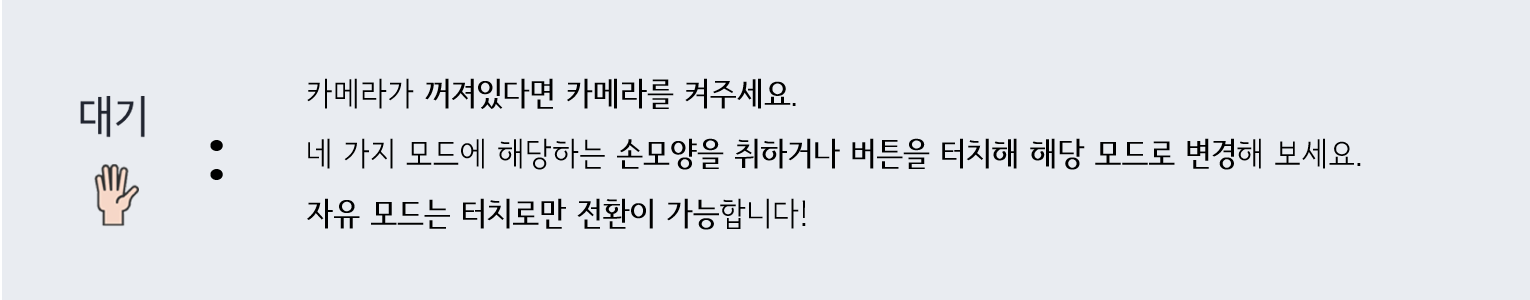 대기 :
카메라가 꺼져있다면 카메라를 켜주세요.
네 가지 모드에 해당하는 손모양을 취하거나 버튼을 터치해 해당 모드로 변경해 보세요.
자유 모드는 터치로만 전환이 가능합니다!